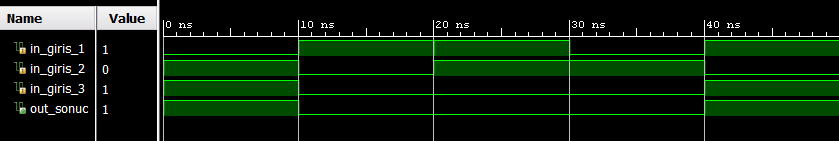 Name Value 0 ns 10 ns 20 ns 30 ns 40 ns
in_giris_1 1
in_giris_2 0
in_giris_3 1
out_sonuc 1